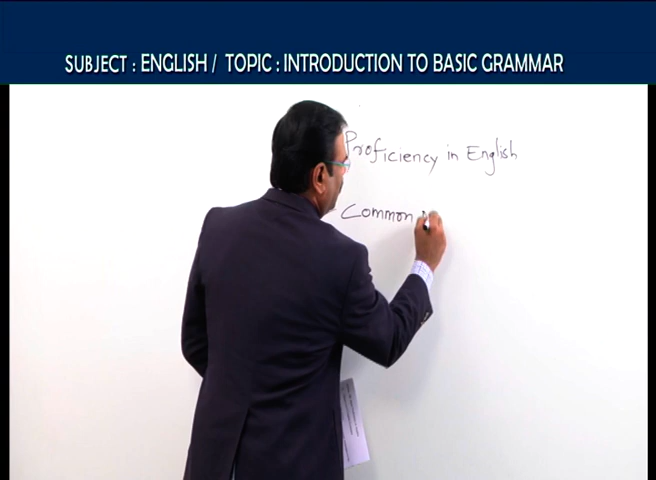 SUBJECT : ENGLISH / TOPIC : INTRODUCTION TO BASIC GRAMMAR
Proficiency in English
Common